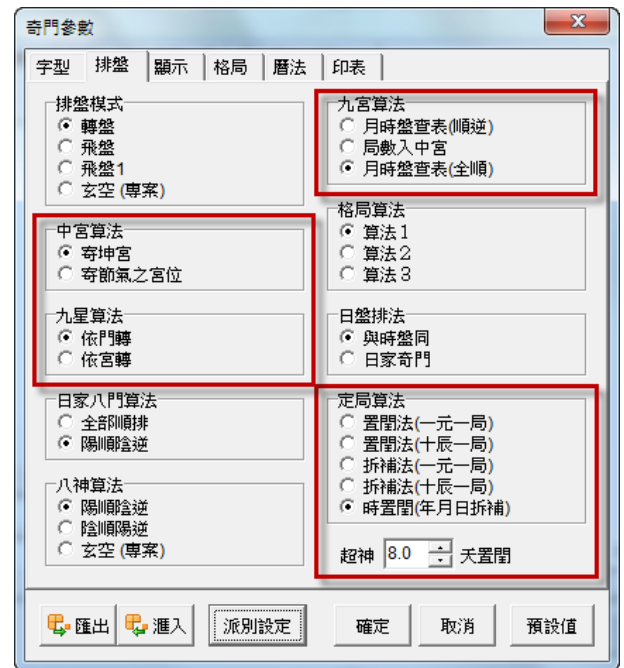 奇門參數
字型 排盤 顯示 格局 曆法 印表
排盤模式
轉盤
飛盤
飛盤1
玄空 (專案)
中宮算法
寄坤宮
寄節氣之宮位
九星算法
依門轉
依宮轉
日家八門算法
全部順排
陽順陰逆
八神算法
陽順陰逆
陰順陽逆
玄空 (專案)
九宮算法
月時盤查表(順逆)
局數入中宮
月時盤查表(全順)
格局算法
算法1
算法2
算法3
日盤排法
與時盤同
日家奇門
定局算法
置閏法(一元一局)
置閏法(十辰一局)
拆補法(一元一局)
拆補法(十辰一局)
時置閏(年月日拆補)
超神 8.0 天置閏
匯出 滙入 派別設定 確定 取消 預設值